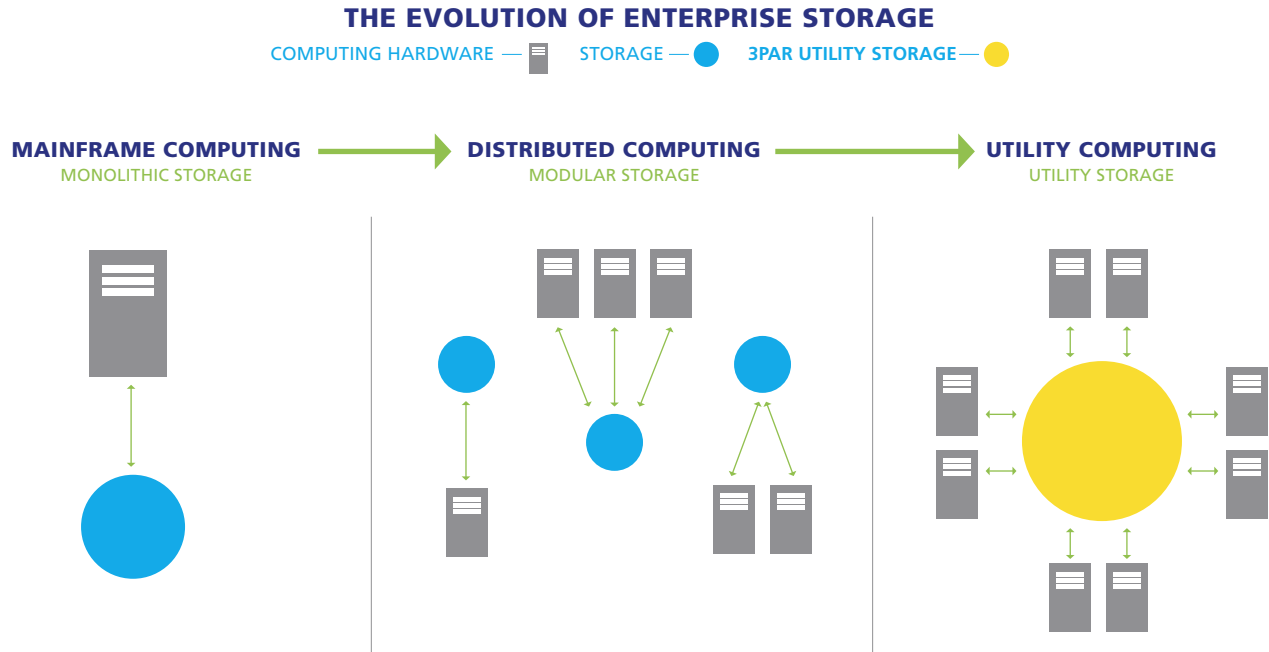 THE EVOLUTION OF ENTERPRISE STORAGE
COMPUTING HARDWARE
STORAGE
3PAR UTILITY STORAGE
MAINFRAME COMPUTING
MONOLITHIC STORAGE
DISTRIBUTED COMPUTING
MODULAR STORAGE
UTILITY COMPUTING
UTILITY STORAGE